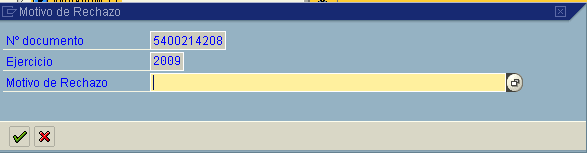 Motivo de Rechazo
Nº documento 5400214208
Ejercicio 2009
Motivo de Rechazo